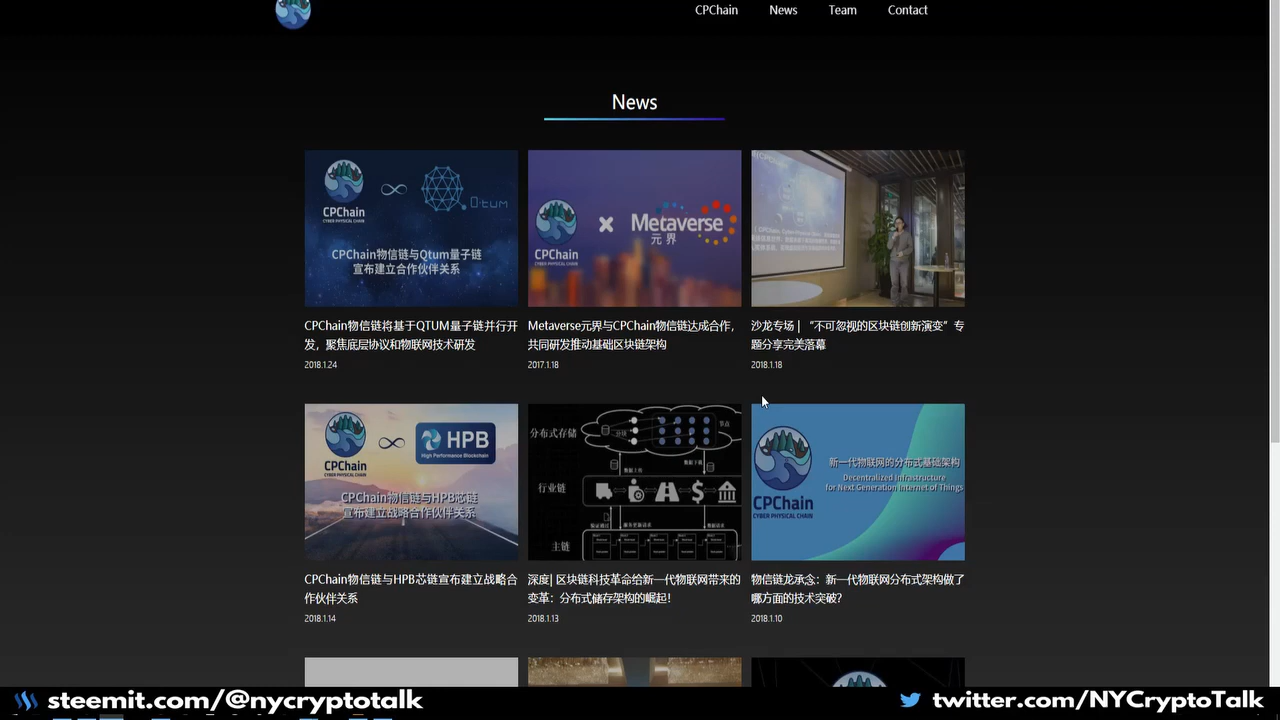 CPChain News Team Contact
News
CPChain
CYBER PHYSICAL CHAIN
Qtum
CPChain物信链与Qtum量子链
宣布建立合作伙伴关系
CPChain
Metaverse
元界
CPChain物信链将基于QTUM量子链并行开
发，聚焦底层协议和物联网技术研发
2018.1.24
Metaverse元界与CPChain物信链达成合作，
共同研发推动基础区块链架构
2017.1.18
沙龙专场 | “不可忽视的区块链创新演变”专
题分享完美落幕
2018.1.18
CPChain
CYBER PHYSICAL CHAIN
HPB
High Performance Blockchain
CPChain物信链与HPB芯链
宣布建立战略合作伙伴关系
分布式存储
节点
行业链
主链
新一代物联网的分布式基础架构
Decentralized Infrastructure
for Next Generation Internet of Things
CPChain
CYBER PHYSICAL CHAIN
CPChain物信链与HPB芯链宣布建立战略合
作伙伴关系
2018.1.14
深度| 区块链科技革命给新一代物联网带来的
变革：分布式储存架构的崛起！
2018.1.13
物信链龙承念：新一代物联网分布式架构做了
哪方面的技术突破？
2018.1.10
steemit.com/@nycryptotalk
twitter.com/NYCryptoTalk